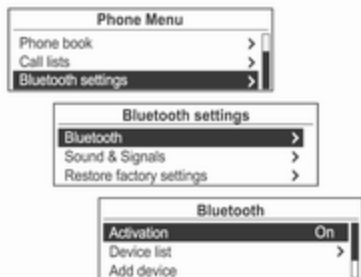 Phone Menu
Phone book >
Call lists >
Bluetooth settings >
Bluetooth settings
Bluetooth >
Sound & Signals >
Restore factory settings >
Bluetooth
Activation On
Device list >
Add device